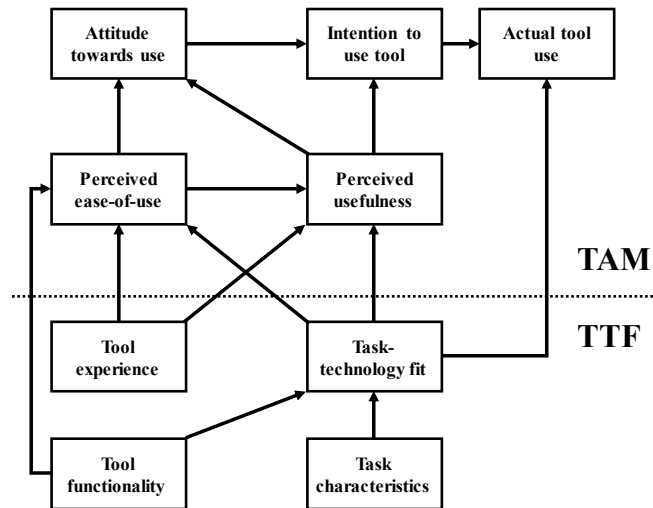 Attitude
towards use
Intention to
use tool
Actual tool
use
Perceived
ease-of-use
Perceived
usefulness
TAM
TTF
Tool
experience
Task-
technology fit
Tool
functionality
Task
characteristics